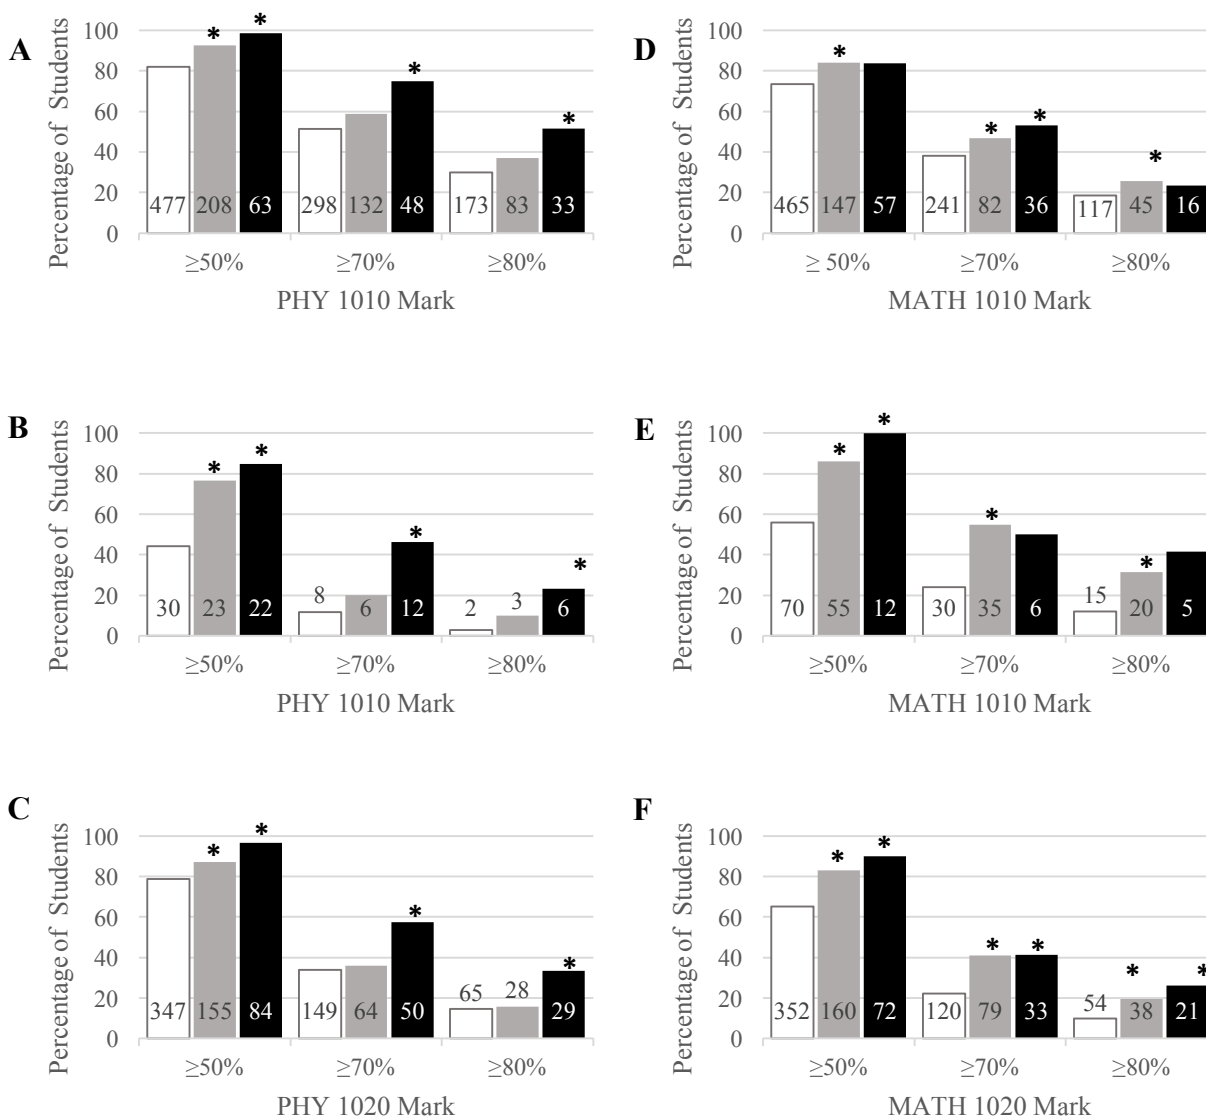 A
Percentage of Students
100
80
60
40
20
0
* * * *
477 208 63 298 132 48 173 83 33
≥50% ≥70% ≥80%
PHY 1010 Mark
D
Percentage of Students
100
80
60
40
20
0
* * * *
465 147 57 241 82 36 117 45 16
≥ 50% ≥70% ≥80%
MATH 1010 Mark
B
Percentage of Students
100
80
60
40
20
0
* * * *
30 23 22 8 6 12 2 3 6
≥50% ≥70% ≥80%
PHY 1010 Mark
E
Percentage of Students
100
80
60
40
20
0
* * * *
70 55 12 30 35 6 15 20 5
≥50% ≥70% ≥80%
MATH 1010 Mark
C
Percentage of Students
100
80
60
40
20
0
* * * *
347 155 84 149 64 50 65 28 29
≥50% ≥70% ≥80%
PHY 1020 Mark
F
Percentage of Students
100
80
60
40
20
0
* * * * * *
352 160 72 120 79 33 54 38 21
≥50% ≥70% ≥80%
MATH 1020 Mark